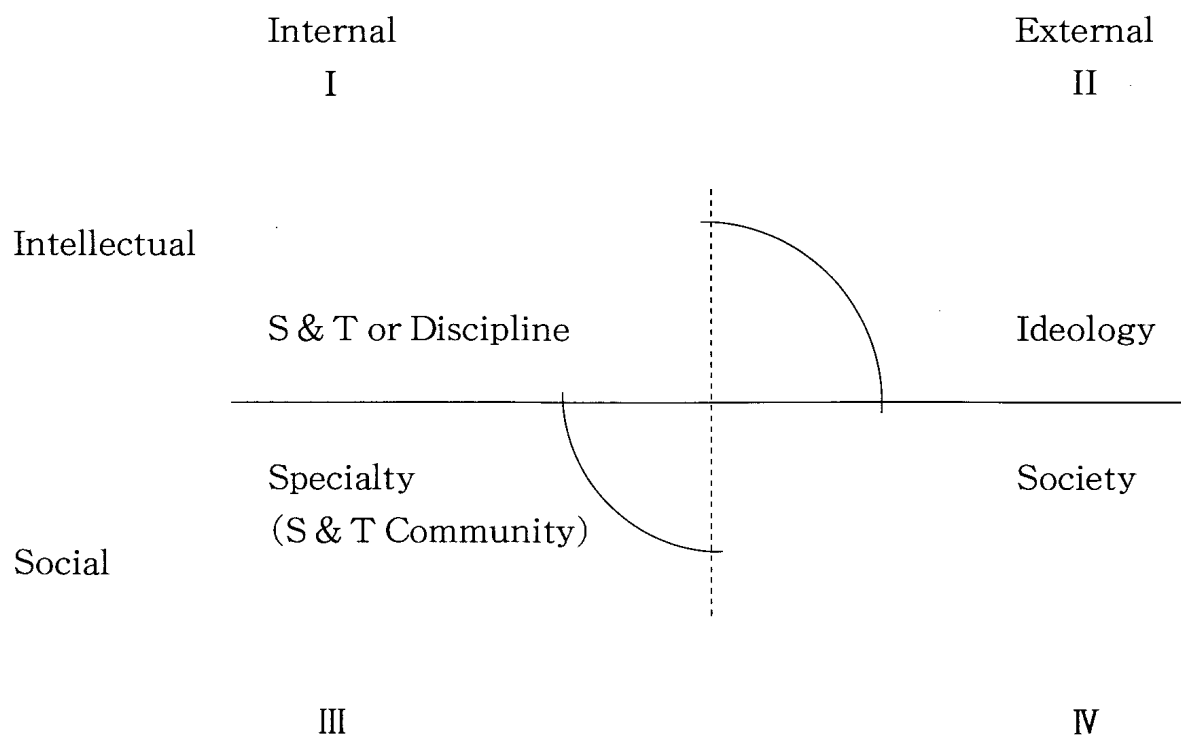 Internal
External
I
II
Intellectual
S & T or Discipline
Ideology
Specialty
Society
(S & T Community)
Social
III
IV